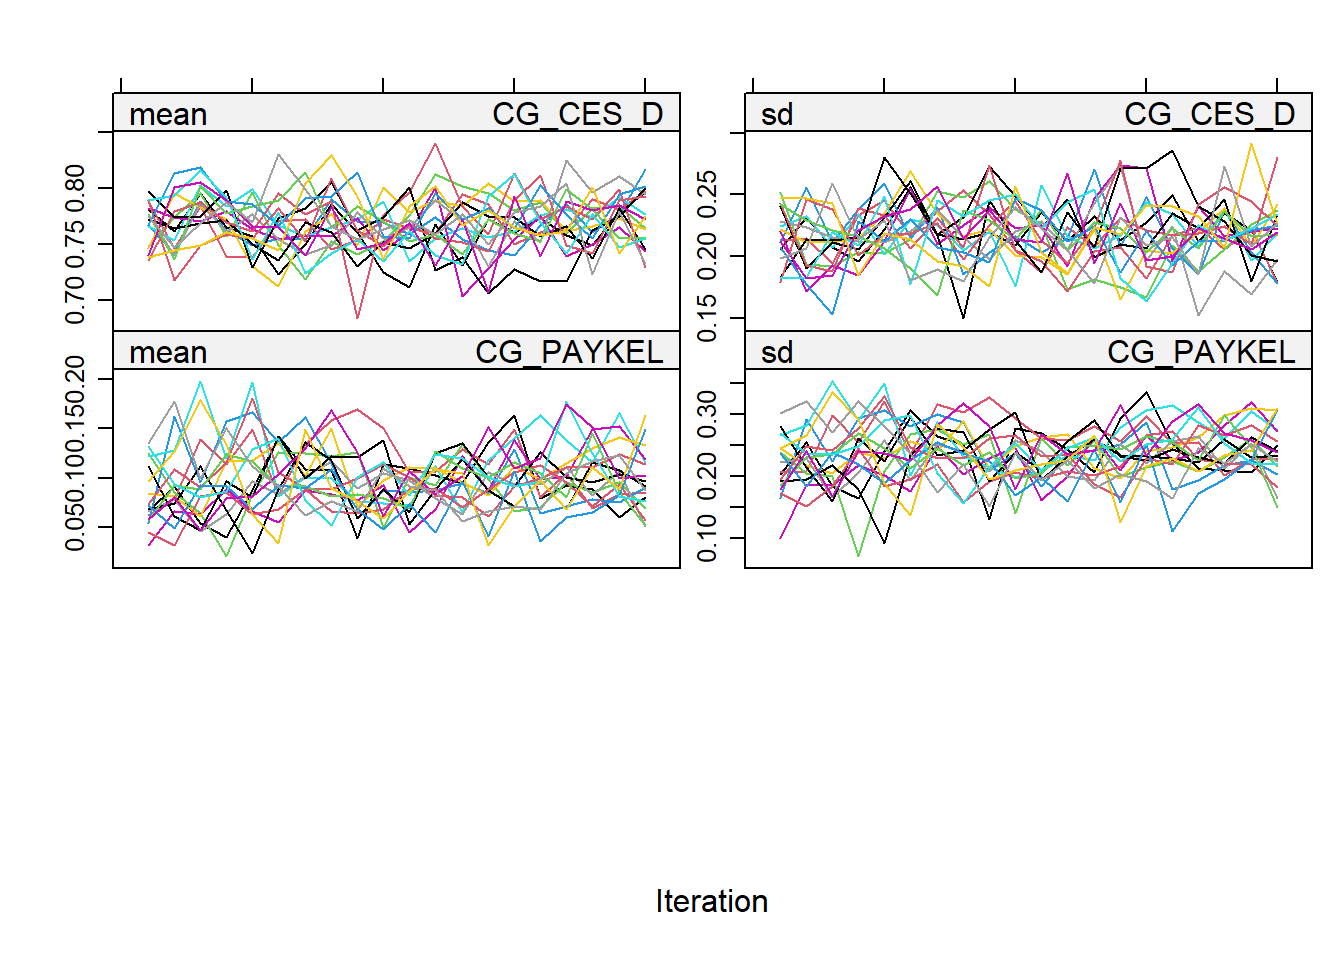 mean CG_CES_D
sd CG_CES_D
0.70 0.75 0.80
0.15 0.20 0.25
mean CG_PAYKEL
sd CG_PAYKEL
0.050.100.150.20
0.10 0.20 0.30
Iteration